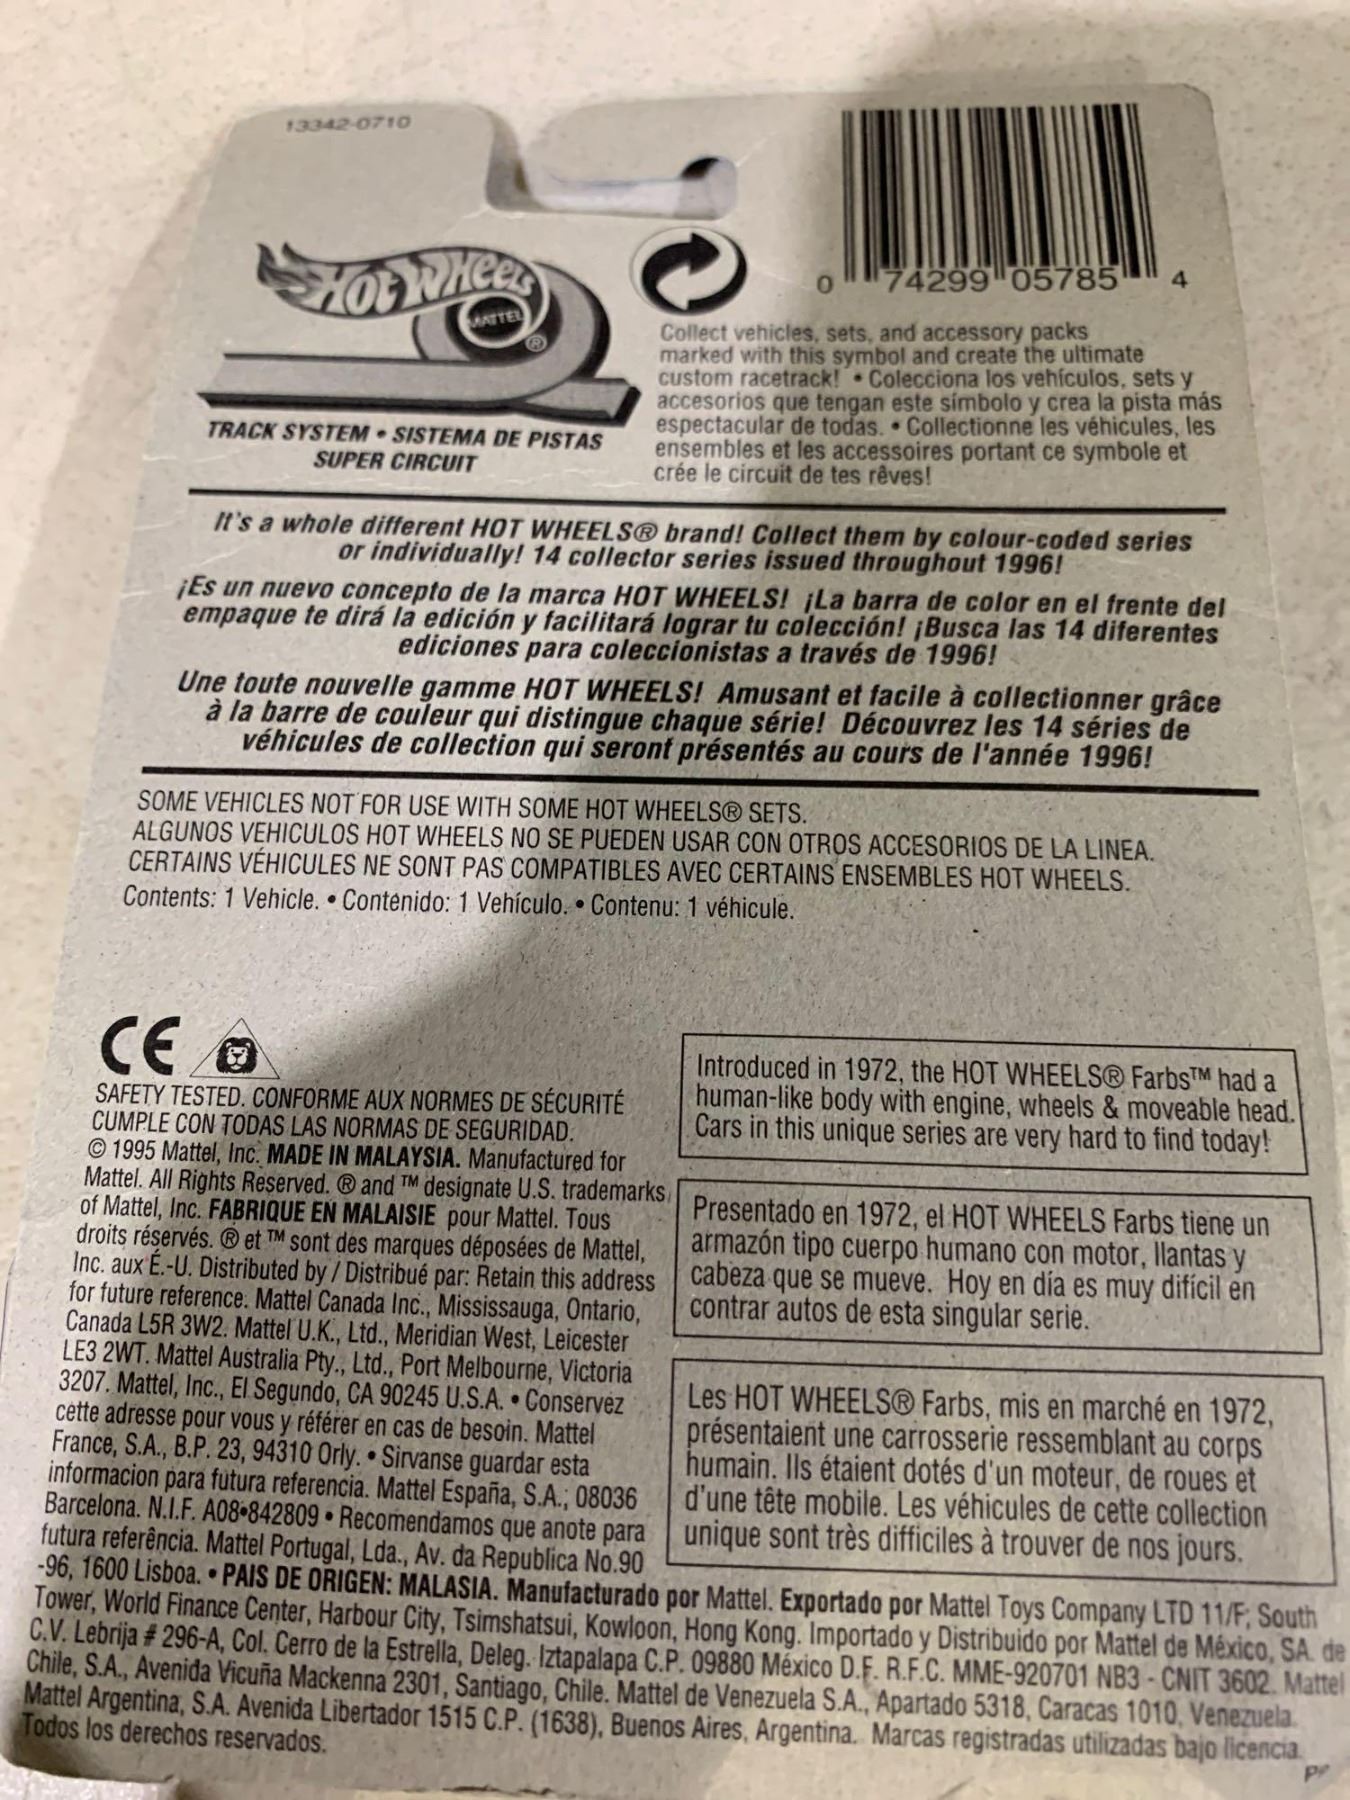 13342-0710
0 74299 05785 4
HOT WHEELS
MATTEL
®
TRACK SYSTEM • SISTEMA DE PISTAS
SUPER CIRCUIT
Collect vehicles, sets, and accessory packs
marked with this symbol and create the ultimate
custom racetrack! • Colecciona los vehículos, sets y
accesorios que tengan este símbolo y crea la pista más
espectacular de todas. • Collectionne les véhicules, les
ensembles et les accessoires portant ce symbole et
crée le circuit de tes rêves!
It's a whole different HOT WHEELS® brand! Collect them by colour-coded series
or individually! 14 collector series issued throughout 1996!
¡Es un nuevo concepto de la marca HOT WHEELS! ¡La barra de color en el frente del
empaque te dirá la edición y facilitará lograr tu colección! ¡Busca las 14 diferentes
ediciones para coleccionistas a través de 1996!
Une toute nouvelle gamme HOT WHEELS! Amusant et facile à collectionner grâce
à la barre de couleur qui distingue chaque série! Découvrez les 14 séries de
véhicules de collection qui seront présentés au cours de l'année 1996!
SOME VEHICLES NOT FOR USE WITH SOME HOT WHEELS® SETS.
ALGUNOS VEHICULOS HOT WHEELS NO SE PUEDEN USAR CON OTROS ACCESORIOS DE LA LINEA.
CERTAINS VÉHICULES NE SONT PAS COMPATIBLES AVEC CERTAINS ENSEMBLES HOT WHEELS.
Contents: 1 Vehicle. • Contenido: 1 Vehículo. • Contenu: 1 véhicule.
CE
SAFETY TESTED. CONFORME AUX NORMES DE SÉCURITÉ
CUMPLE CON TODAS LAS NORMAS DE SEGURIDAD.
© 1995 Mattel, Inc. MADE IN MALAYSIA. Manufactured for
Mattel. All Rights Reserved. ® and ™ designate U.S. trademarks
of Mattel, Inc. FABRIQUE EN MALAISIE pour Mattel. Tous
droits réservés. ® et ™ sont des marques déposées de Mattel,
Inc. aux É.-U. Distributed by / Distribué par: Retain this address
for future reference. Mattel Canada Inc., Mississauga, Ontario,
Canada L5R 3W2. Mattel U.K., Ltd., Meridian West, Leicester
LE3 2WT. Mattel Australia Pty., Ltd., Port Melbourne, Victoria
3207. Mattel, Inc., El Segundo, CA 90245 U.S.A. • Conservez
cette adresse pour vous y référer en cas de besoin. Mattel
France, S.A., B.P. 23, 94310 Orly. • Sirvanse guardar esta
informacion para futura referencia. Mattel España, S.A., 08036
Barcelona. N.I.F. A08•842809 • Recomendamos que anote para
futura referência. Mattel Portugal, Lda., Av. da Republica No.90
-96, 1600 Lisboa. • PAIS DE ORIGEN: MALASIA. Manufacturado por Mattel. Exportado por Mattel Toys Company LTD 11/F; South
Tower, World Finance Center, Harbour City, Tsimshatsui, Kowloon, Hong Kong. Importado y Distribuido por Mattel de México, SA. de
C.V. Lebrija # 296-A, Col. Cerro de la Estrella, Deleg. Iztapalapa C.P. 09880 México D.F. R.F.C. MME-920701 NB3 - CNIT 3602. Mattel
Chile, S.A., Avenida Vicuña Mackenna 2301, Santiago, Chile. Mattel de Venezuela S.A., Apartado 5318, Caracas 1010, Venezuela.
Mattel Argentina, S.A. Avenida Libertador 1515 C.P. (1638), Buenos Aires, Argentina. Marcas registradas utilizadas bajo licencia.
Todos los derechos reservados.
Introduced in 1972, the HOT WHEELS® Farbs™ had a
human-like body with engine, wheels & moveable head.
Cars in this unique series are very hard to find today!
Presentado en 1972, el HOT WHEELS Farbs tiene un
armazón tipo cuerpo humano con motor, llantas y
cabeza que se mueve. Hoy en día es muy difícil en
contrar autos de esta singular serie.
Les HOT WHEELS® Farbs, mis en marché en 1972,
présentaient une carrosserie ressemblant au corps
humain. Ils étaient dotés d'un moteur, de roues et
d'une tête mobile. Les véhicules de cette collection
unique sont très difficiles à trouver de nos jours.